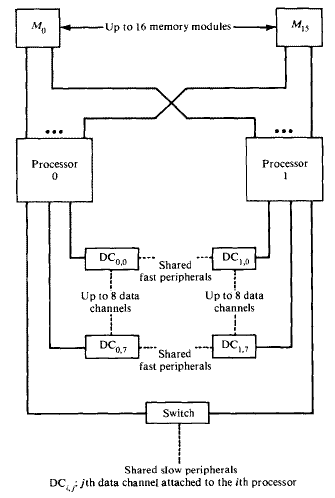 M0 Up to 16 memory modules M15
... ...
Processor 0
Processor 1
DC0,0 Shared fast peripherals DC1,0
Up to 8 data channels
Up to 8 data channels
DC0,7 Shared fast peripherals DC1,7
Switch
Shared slow peripherals
DCi,j: jth data channel attached to the ith processor